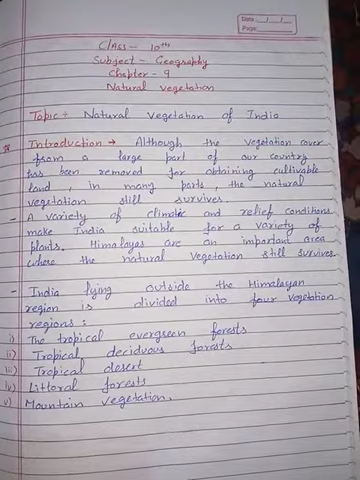 Date: __/__/__
Page:
Class - 10th
Subject - Geography
Chapter - 9
Natural vegetation
Topic :- Natural Vegetation of India
Introduction → Although the vegetation cover
from a large part of our country
has been removed for obtaining cultivable
land, in many parts, the natural
vegetation still survives.
- A variety of climatic and relief conditions
make India suitable for a variety of
plants. Himalayas are an important area
where the natural vegetation still survives.
- India lying outside the Himalayan
region is divided into four vegetation
regions :
i) The tropical evergreen forests
ii) Tropical deciduous forests
iii) Tropical desert
iv) Littoral forests
v) Mountain vegetation.